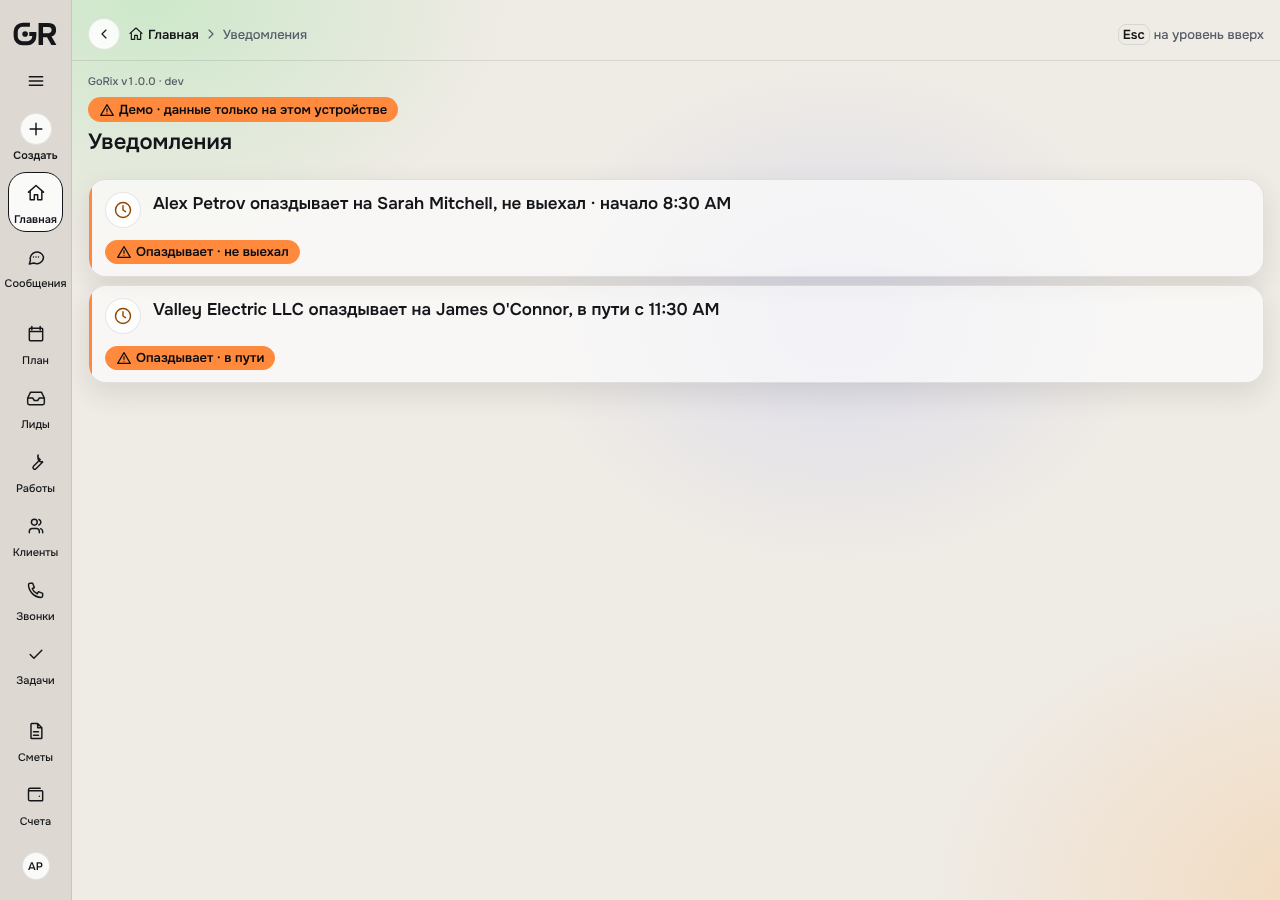 GR
Создать
Главная
Сообщения
План
Лиды
Работы
Клиенты
Звонки
Задачи
Сметы
Счета
AP
Главная
Уведомления
Esc на уровень вверх
GoRix v1.0.0 · dev
Демо · данные только на этом устройстве
Уведомления
Alex Petrov опаздывает на Sarah Mitchell, не выехал · начало 8:30 AM
Опаздывает · не выехал
Valley Electric LLC опаздывает на James O'Connor, в пути с 11:30 AM
Опаздывает · в пути